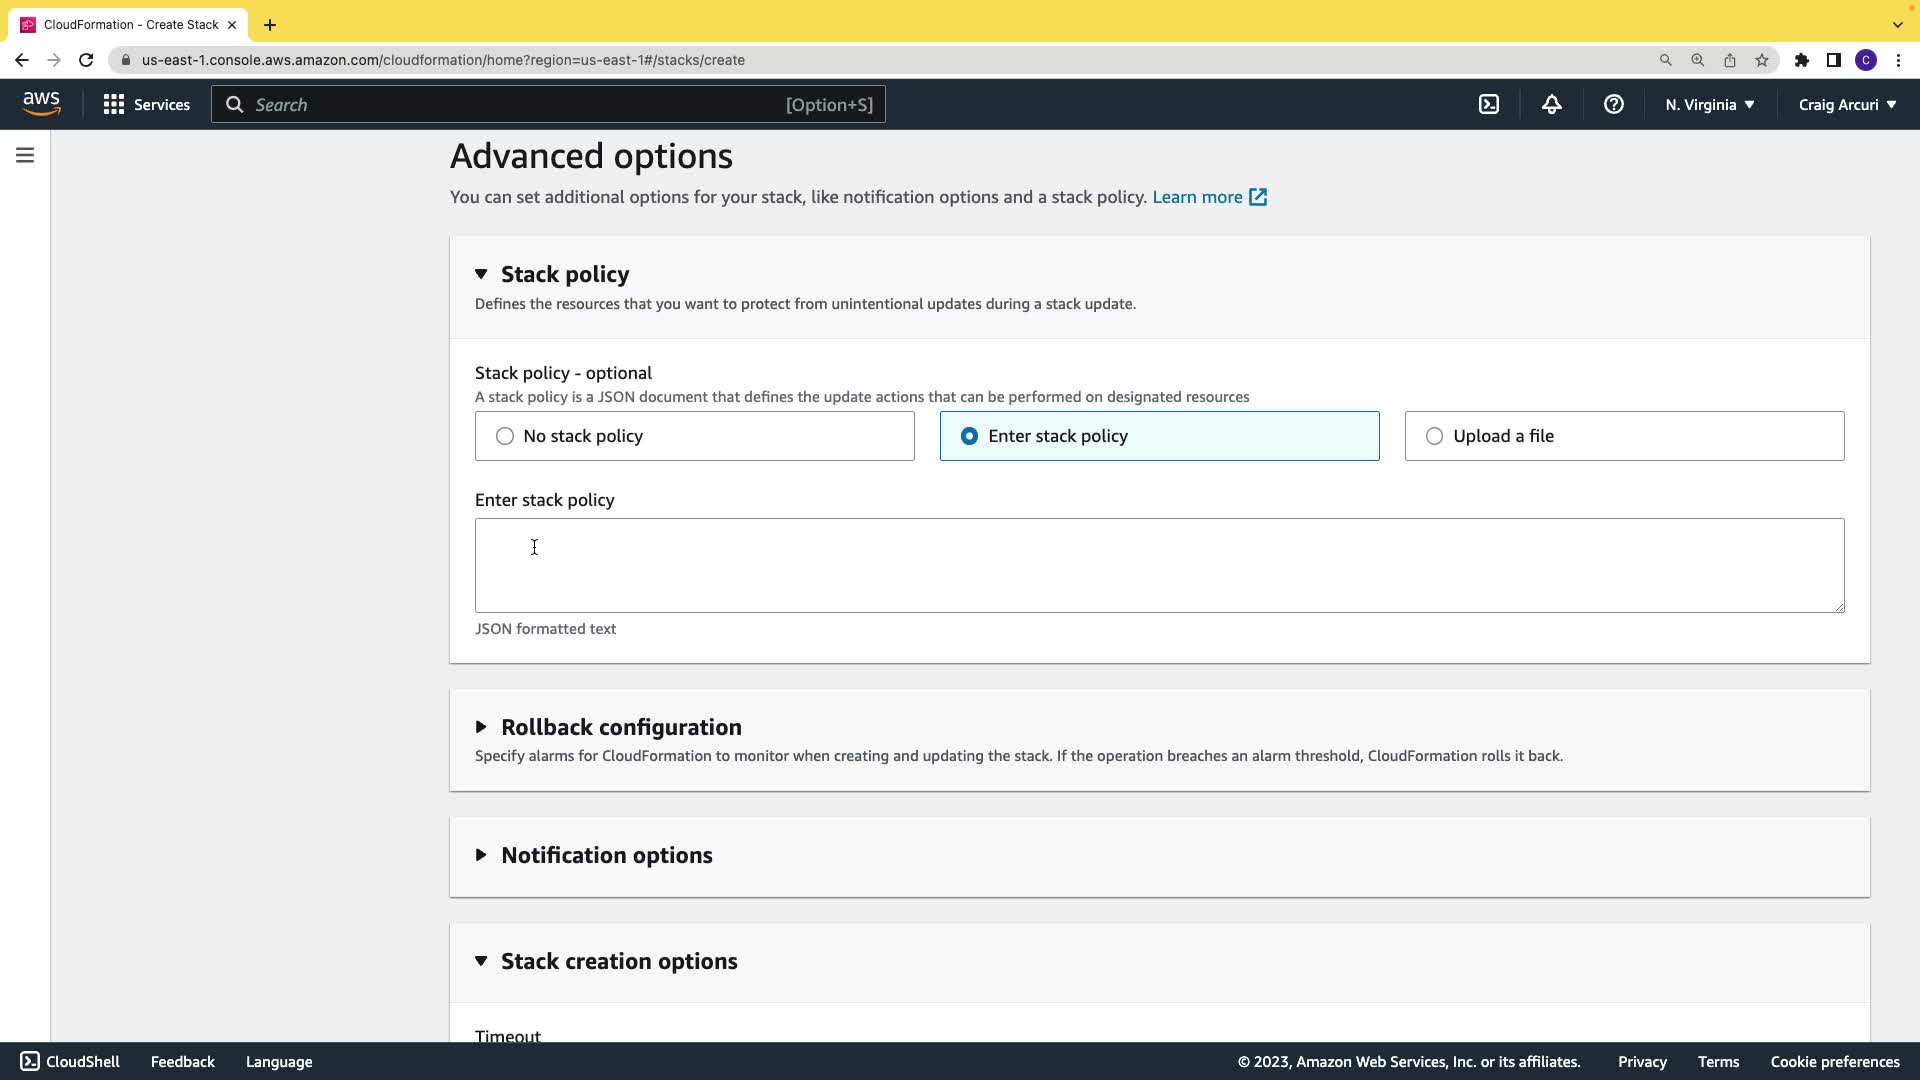 CloudFormation - Create Stack
us-east-1.console.aws.amazon.com/cloudformation/home?region=us-east-1#/stacks/create
C
aws
Services
Search
[Option+S]
N. Virginia
Craig Arcuri
Advanced options
You can set additional options for your stack, like notification options and a stack policy. Learn more
Stack policy
Defines the resources that you want to protect from unintentional updates during a stack update.
Stack policy - optional
A stack policy is a JSON document that defines the update actions that can be performed on designated resources
No stack policy
Enter stack policy
Upload a file
Enter stack policy
JSON formatted text
Rollback configuration
Specify alarms for CloudFormation to monitor when creating and updating the stack. If the operation breaches an alarm threshold, CloudFormation rolls it back.
Notification options
Stack creation options
Timeout
CloudShell
Feedback
Language
© 2023, Amazon Web Services, Inc. or its affiliates.
Privacy
Terms
Cookie preferences